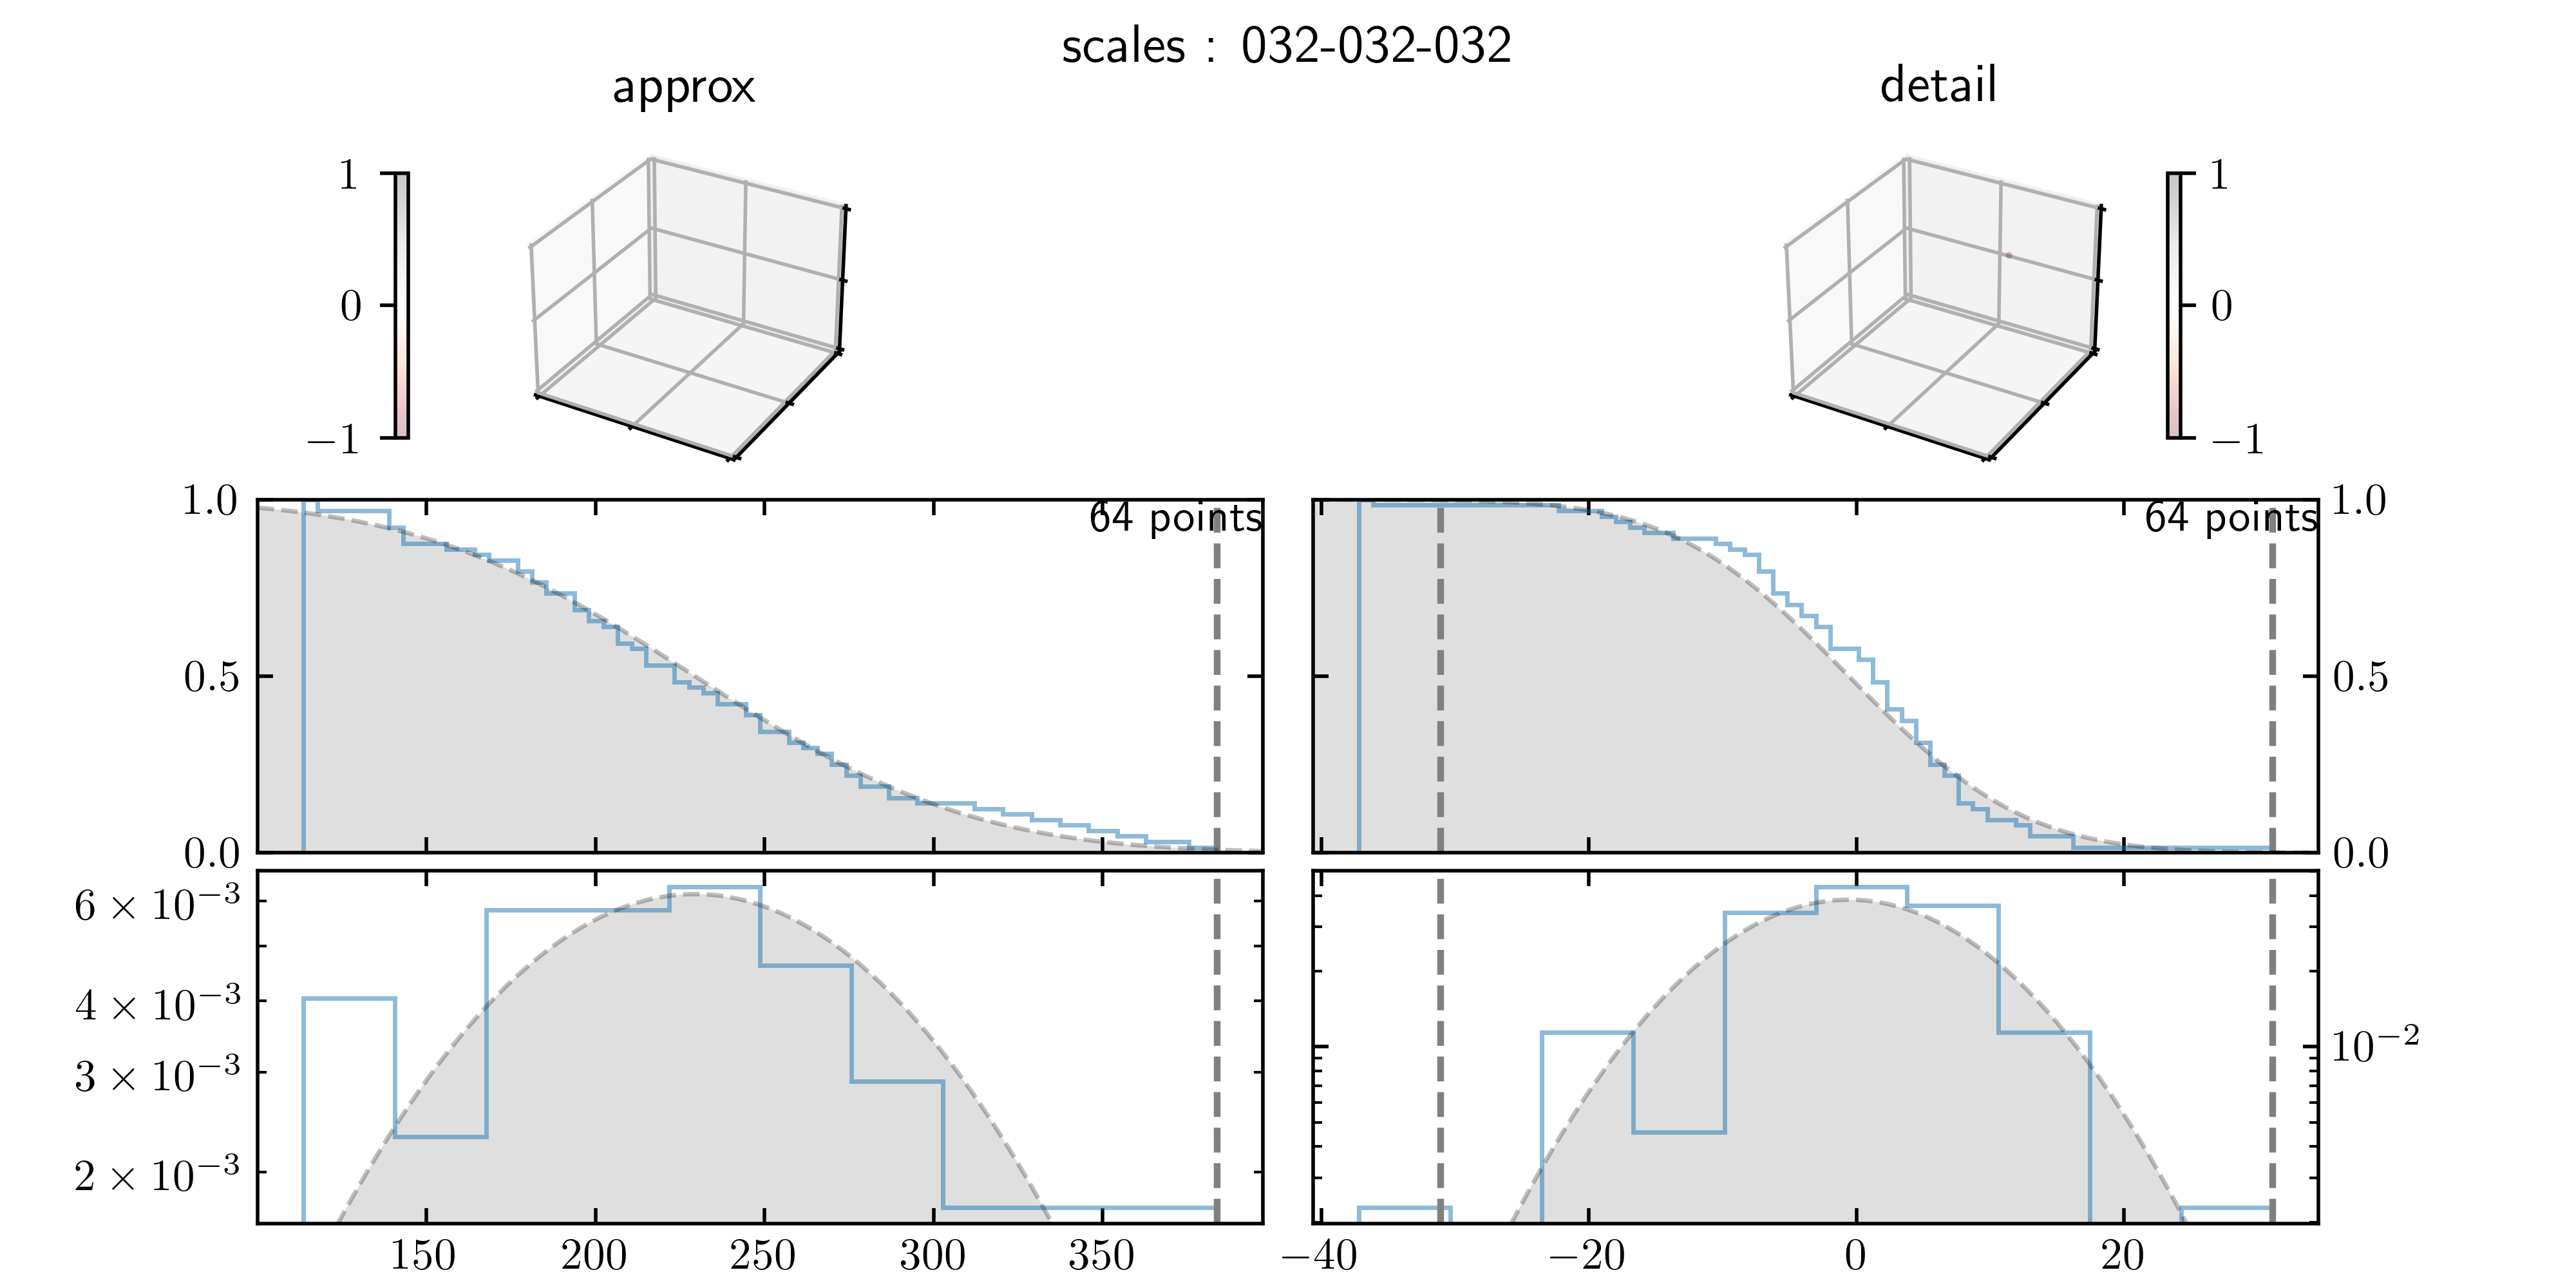 scales : 032-032-032
approx
detail
1
0
−1
1
0
−1
1.0
0.5
0.0
64 points
64 points
1.0
0.5
0.0
6 × 10⁻³
4 × 10⁻³
3 × 10⁻³
2 × 10⁻³
10⁻²
150 200 250 300 350
−40 −20 0 20